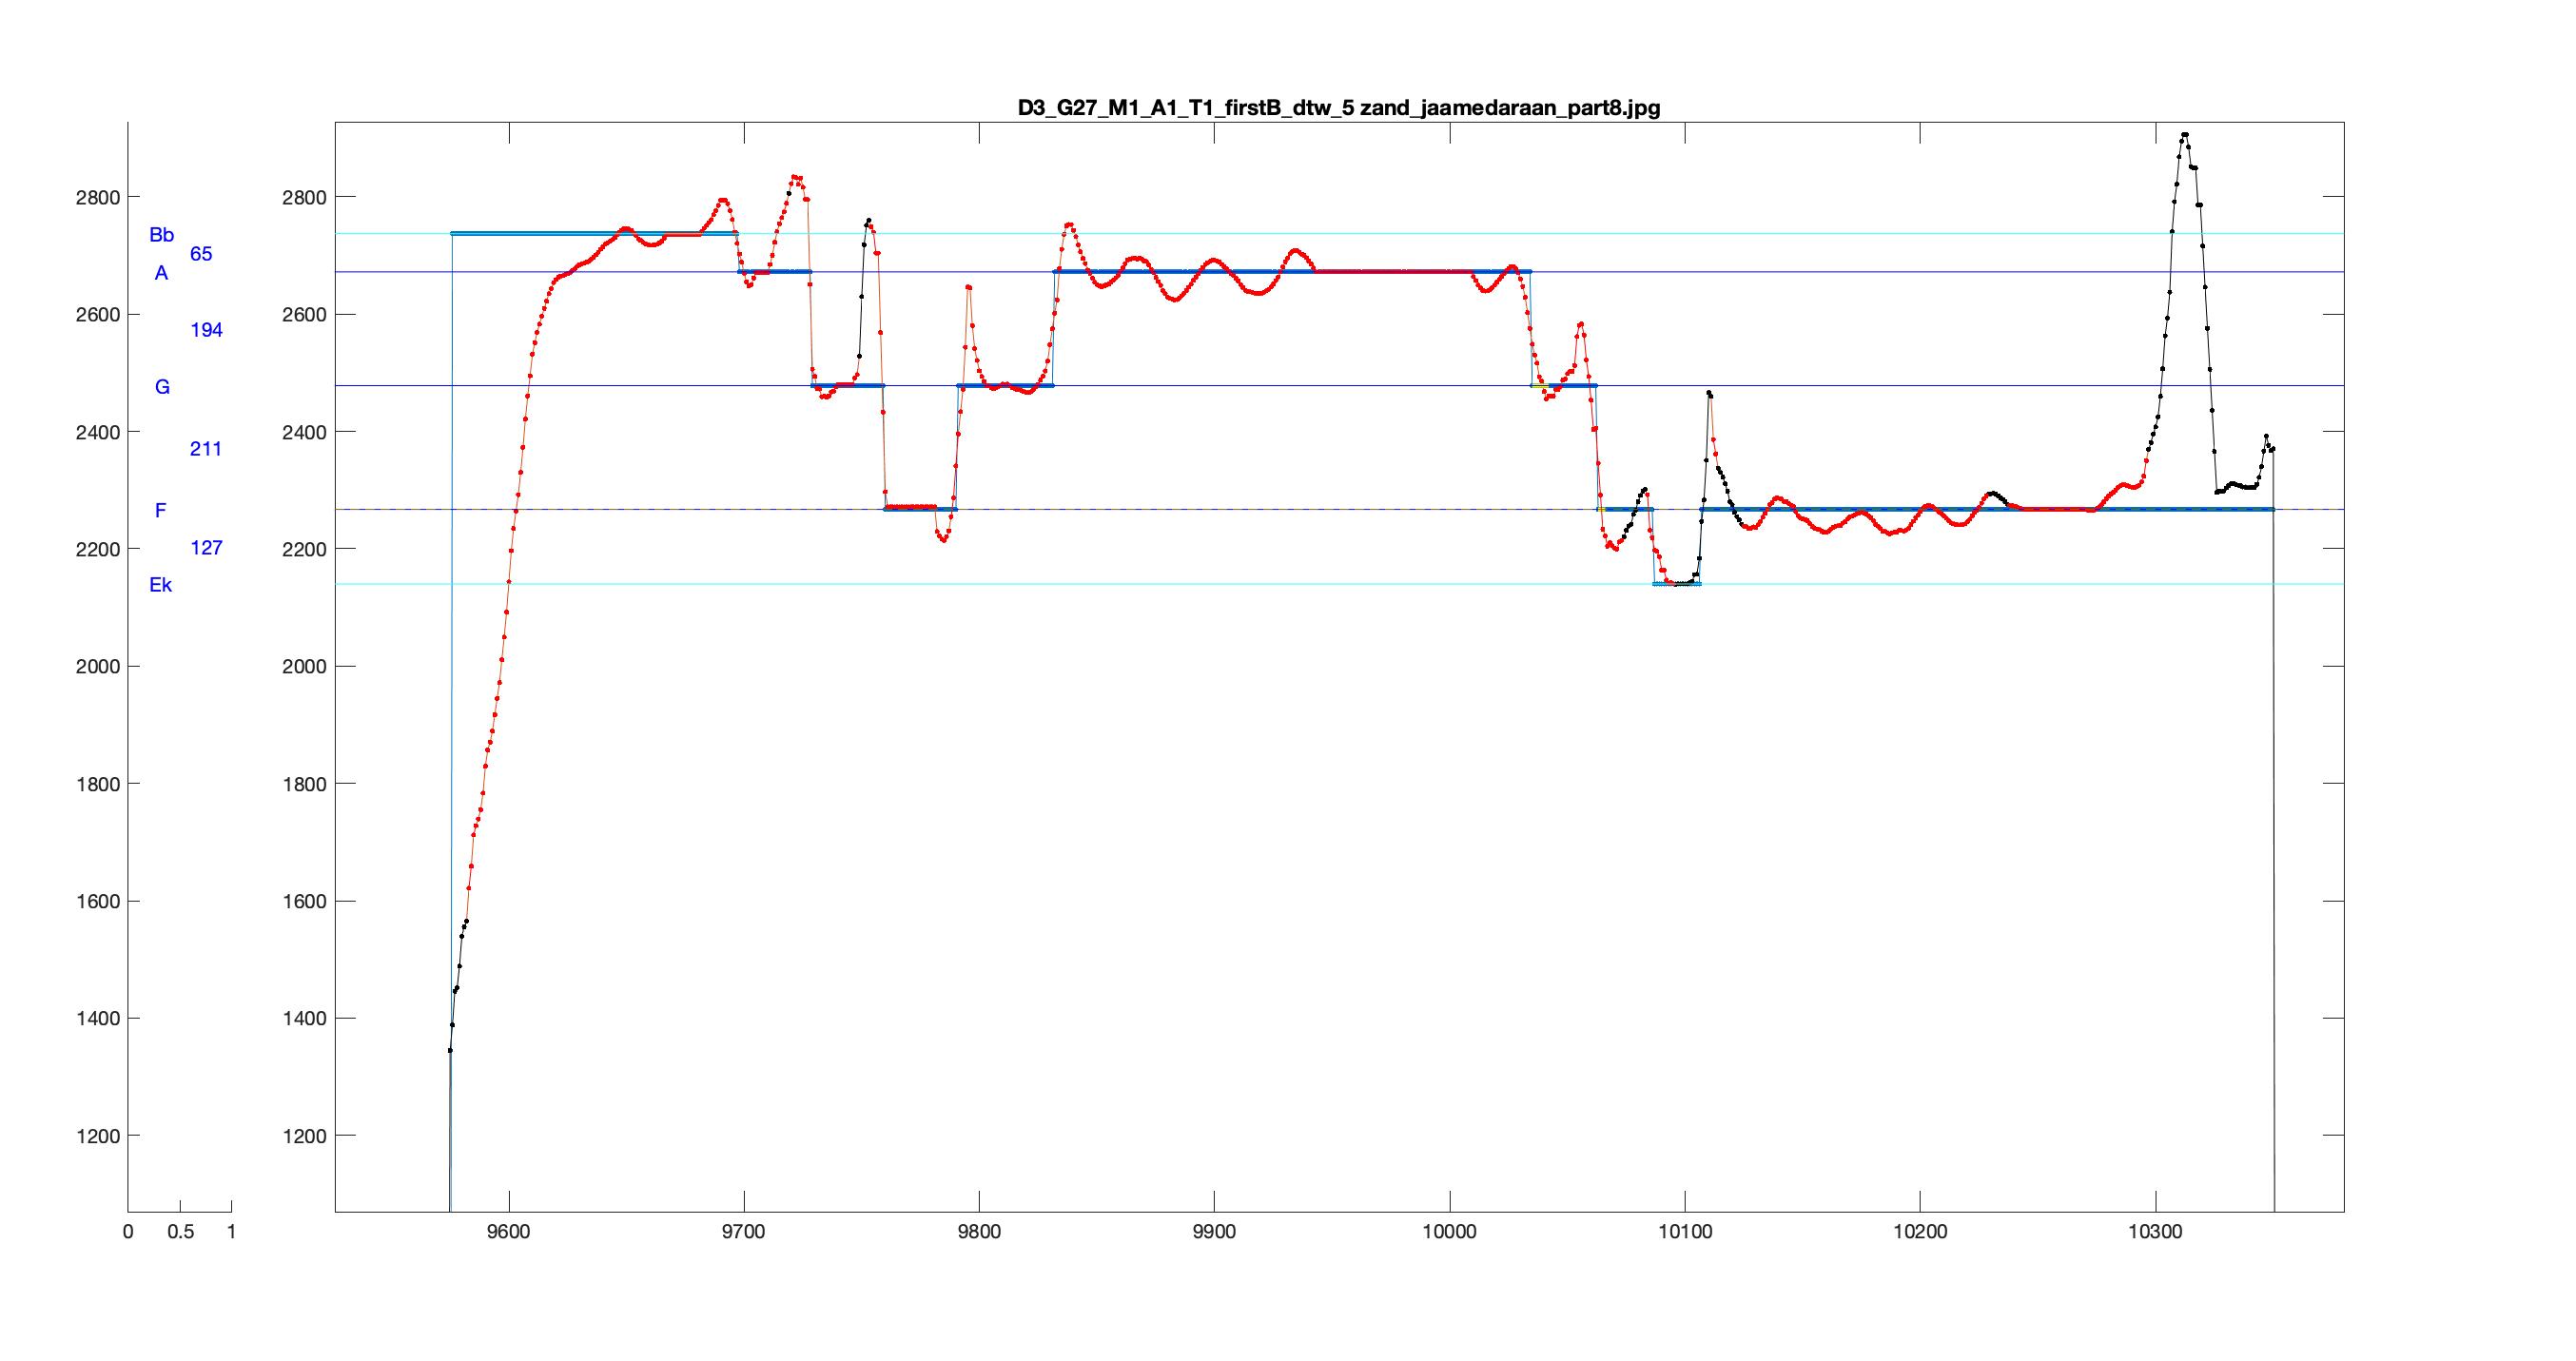 D3_G27_M1_A1_T1_firstB_dtw_5 zand_jaamedaraan_part8.jpg
2800 2800
Bb
65
A
2600 2600
194
G
2400 2400
211
F
2200 2200
127
Ek
2000 2000
1800 1800
1600 1600
1400 1400
1200 1200
0 0.5 1 9600 9700 9800 9900 10000 10100 10200 10300